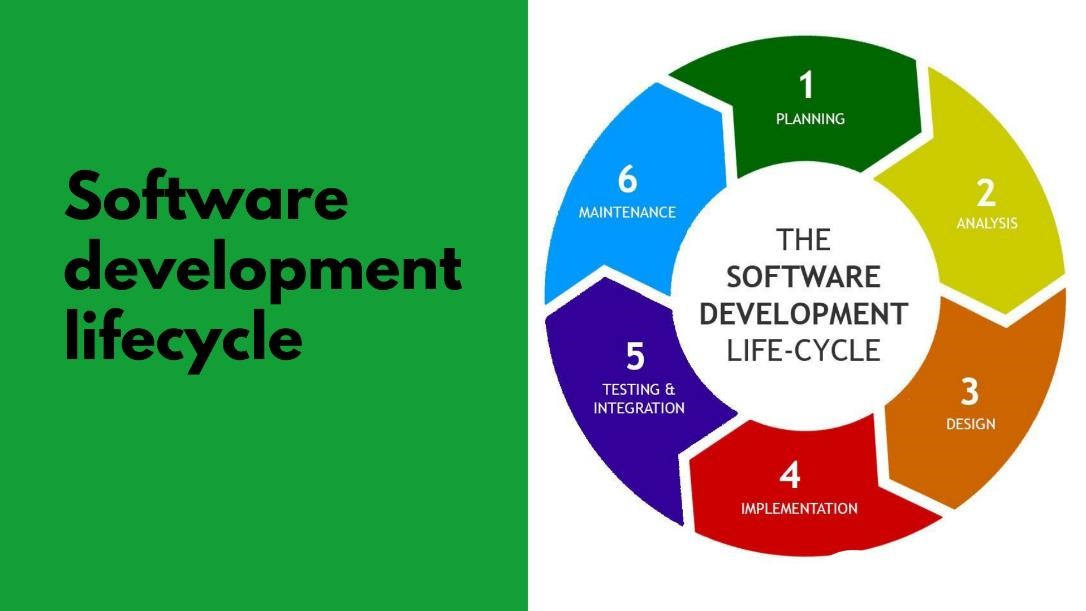 Software
development
lifecycle
1
PLANNING
2
ANALYSIS
3
DESIGN
4
IMPLEMENTATION
5
TESTING &
INTEGRATION
6
MAINTENANCE
THE
SOFTWARE
DEVELOPMENT
LIFE-CYCLE